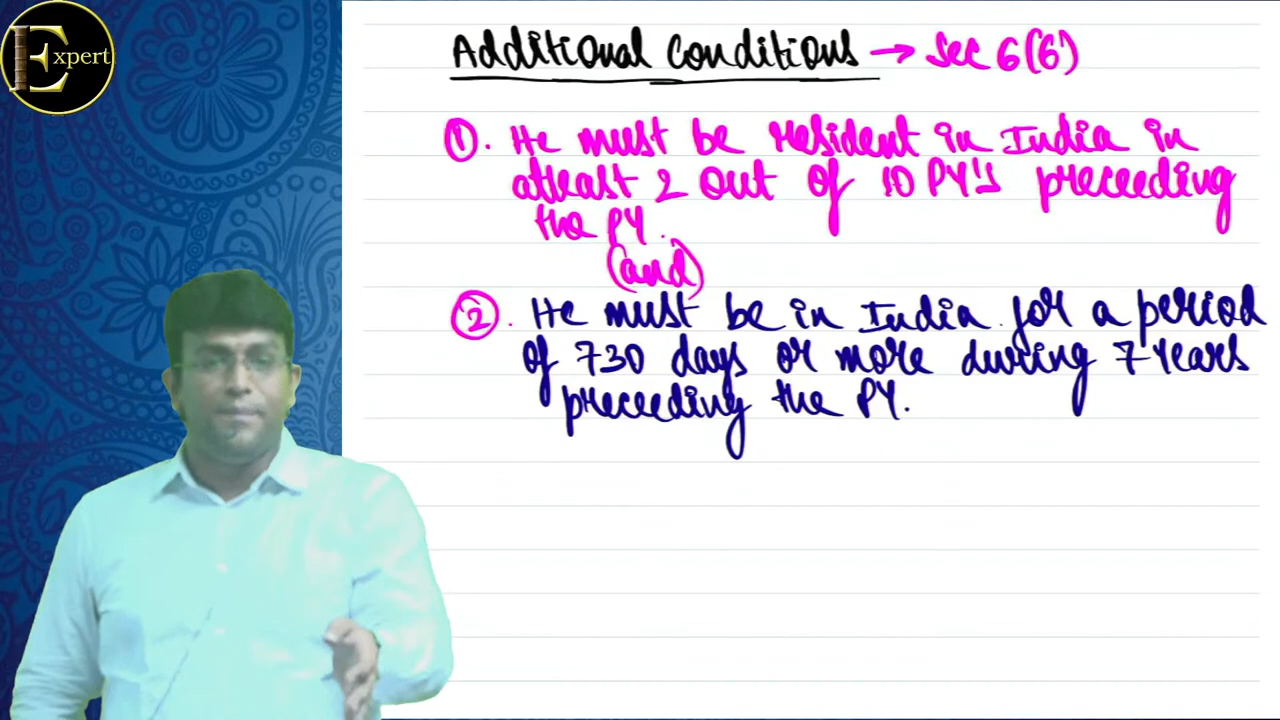 Expert
Additional Conditions → Sec 6(6)
①. He must be resident in India in
atleast 2 out of 10 PY's preceeding
the PY.
(and)
②. He must be in India for a period
of 730 days or more during 7 years
preceeding the PY.